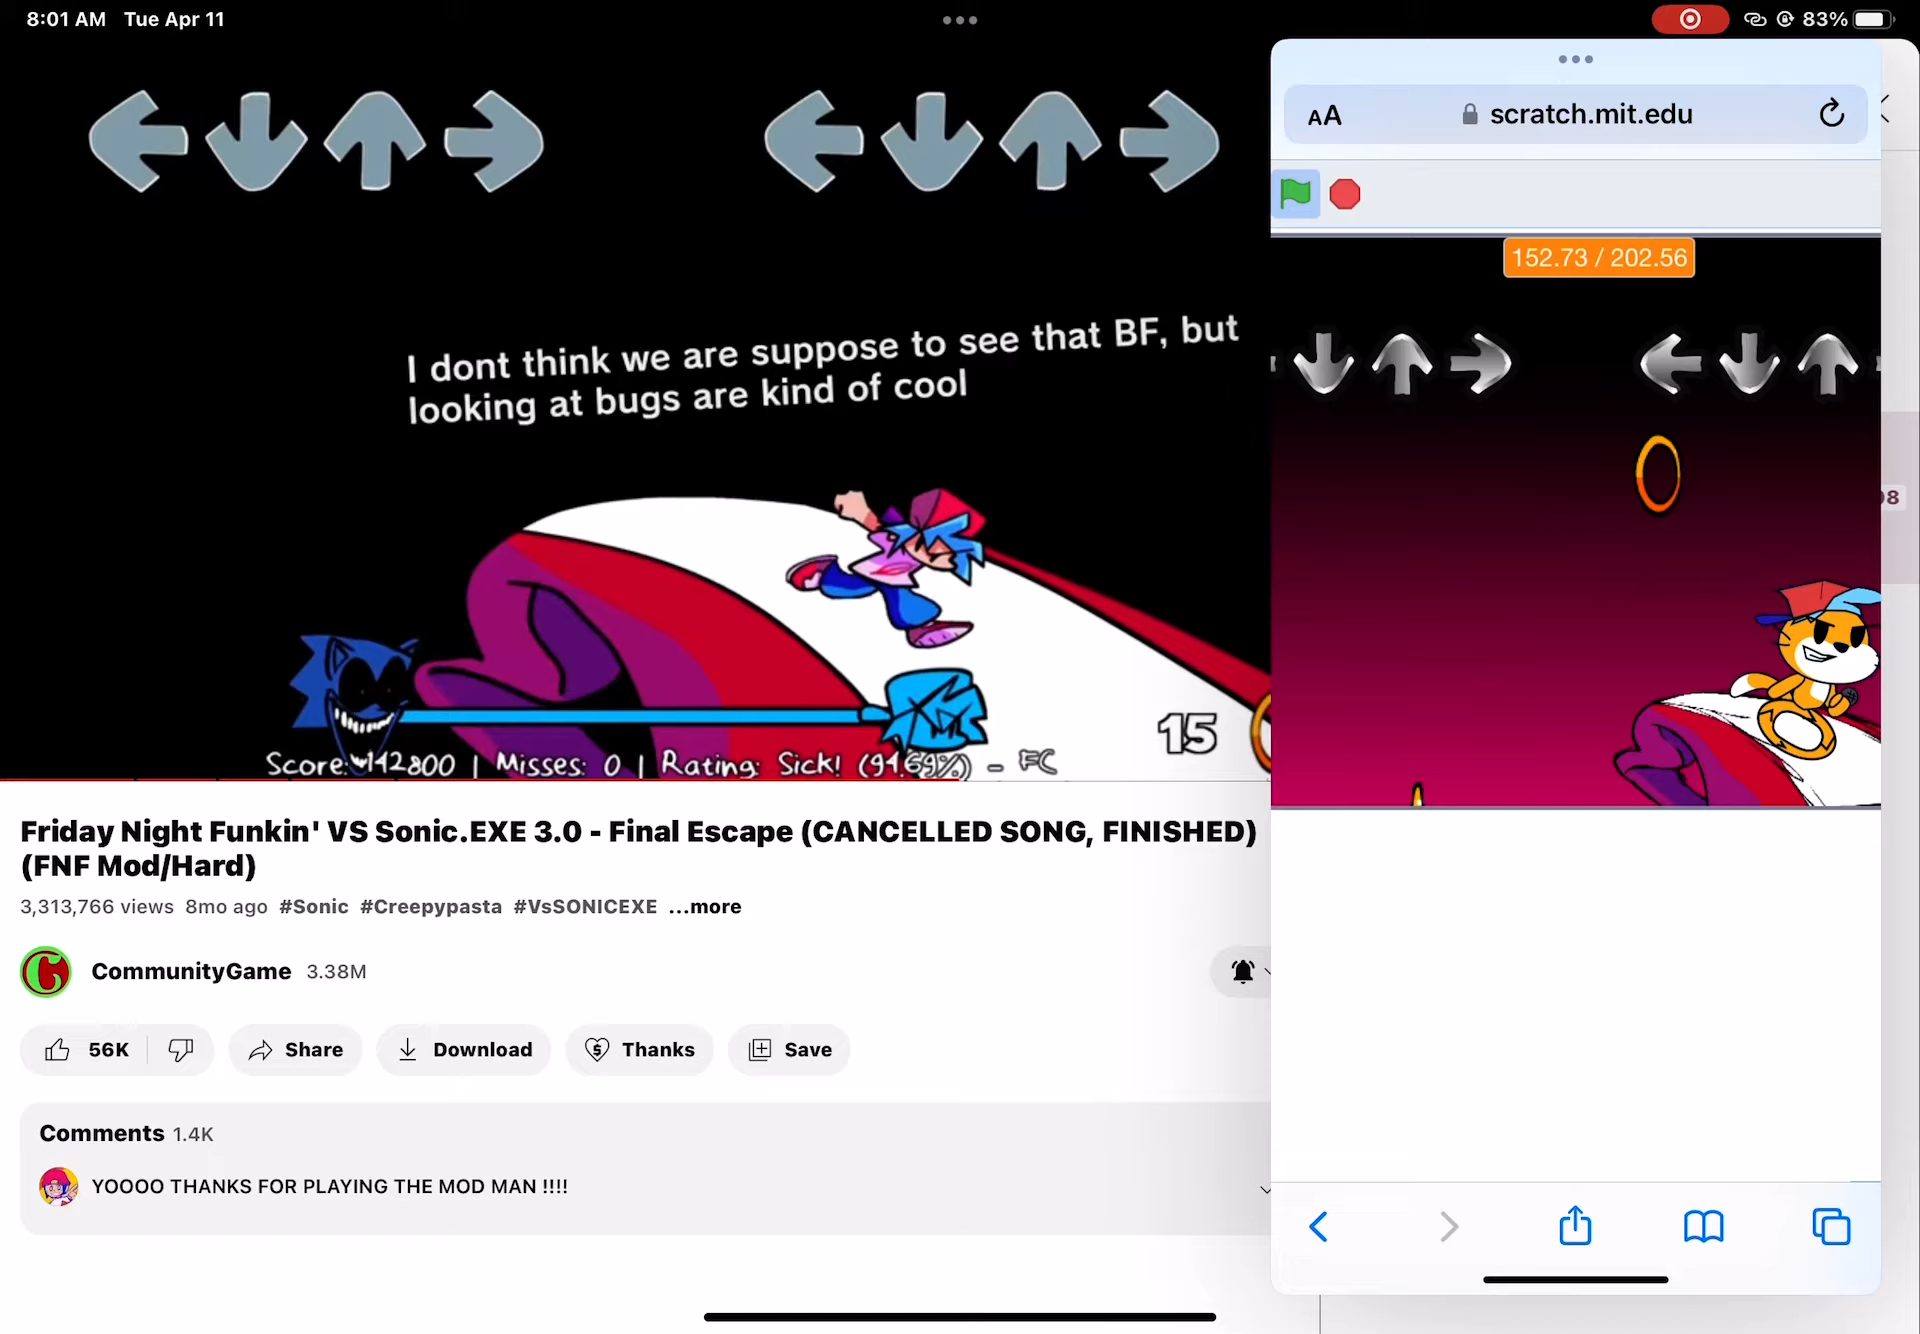 8:01 AM Tue Apr 11
83%
I dont think we are suppose to see that BF, but
looking at bugs are kind of cool
15
Score: 142800 | Misses: 0 | Rating: Sick! (94.69%) - FC
Friday Night Funkin' VS Sonic.EXE 3.0 - Final Escape (CANCELLED SONG, FINISHED)
(FNF Mod/Hard)
3,313,766 views 8mo ago #Sonic #Creepypasta #VsSONICEXE ...more
CommunityGame 3.38M
56K
Share
Download
Thanks
Save
Comments 1.4K
YOOOO THANKS FOR PLAYING THE MOD MAN !!!!
AA
scratch.mit.edu
152.73 / 202.56